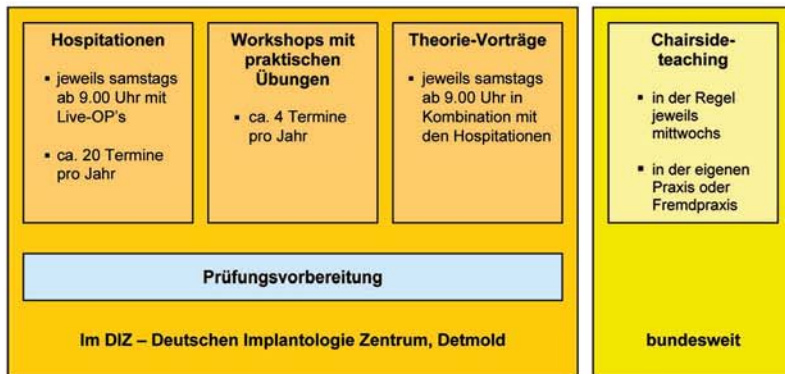 Hospitationen
▪ jeweils samstags
ab 9.00 Uhr mit
Live-OP's
▪ ca. 20 Termine
pro Jahr
Workshops mit
praktischen
Übungen
▪ ca. 4 Termine
pro Jahr
Theorie-Vorträge
▪ jeweils samstags
ab 9.00 Uhr in
Kombination mit
den Hospitationen
Prüfungsvorbereitung
Im DIZ – Deutschen Implantologie Zentrum, Detmold
Chairside-
teaching
▪ in der Regel
jeweils
mittwochs
▪ in der eigenen
Praxis oder
Fremdpraxis
bundesweit